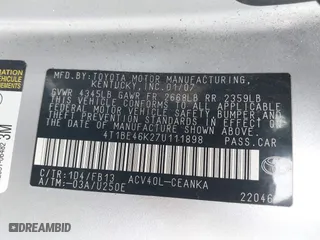 MFD.BY:TOYOTA MOTOR MANUFACTURING,
KENTUCKY,INC.01/07
GVWR 4345LB GAWR FR 2668LB RR 2359LB
THIS VEHICLE CONFORMS TO ALL APPLICABLE
FEDERAL MOTOR VEHICLE SAFETY, BUMPER, AND
THEFT PREVENTION STANDARDS IN EFFECT ON
THE DATE OF MANUFACTURE SHOWN ABOVE.
4T1BE46K27U111898 PASS.CAR
C/TR:1D4/FB13 ACV40L-CEANKA
A/TM:-03A/U250E
22046
3M
© DREAMBID.COM